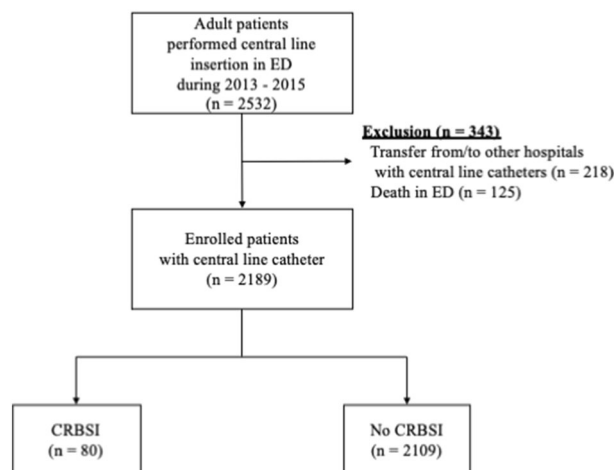 Adult patients
performed central line
insertion in ED
during 2013 - 2015
(n = 2532)
Exclusion (n = 343)
Transfer from/to other hospitals
with central line catheters (n = 218)
Death in ED (n = 125)
Enrolled patients
with central line catheter
(n = 2189)
CRBSI
(n = 80)
No CRBSI
(n = 2109)